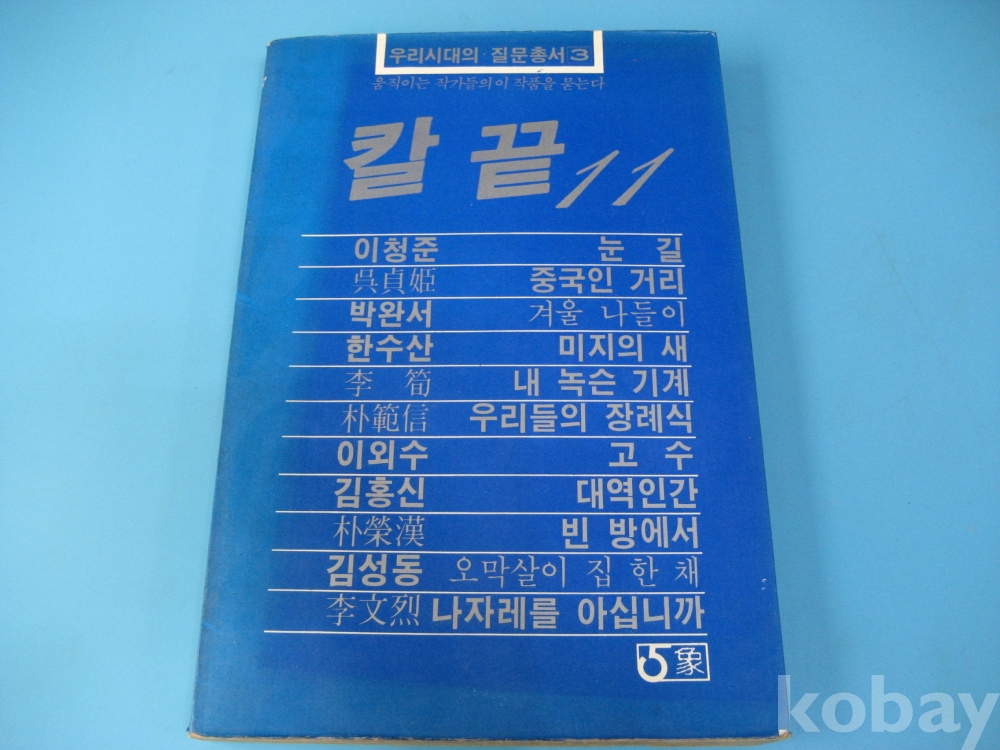 우리시대의 질문총서 3
움직이는 작가들의 이 작품을 묻는다
칼 끝 11
이청준 눈 길
吳貞姬 중국인 거리
박완서 겨울 나들이
한수산 미지의 새
李 筍 내 녹슨 기계
朴範信 우리들의 장례식
이외수 고 수
김홍신 대역인간
朴榮漢 빈 방에서
김성동 오막살이 집 한 채
李文烈 나자레를 아십니까
5象
kobay